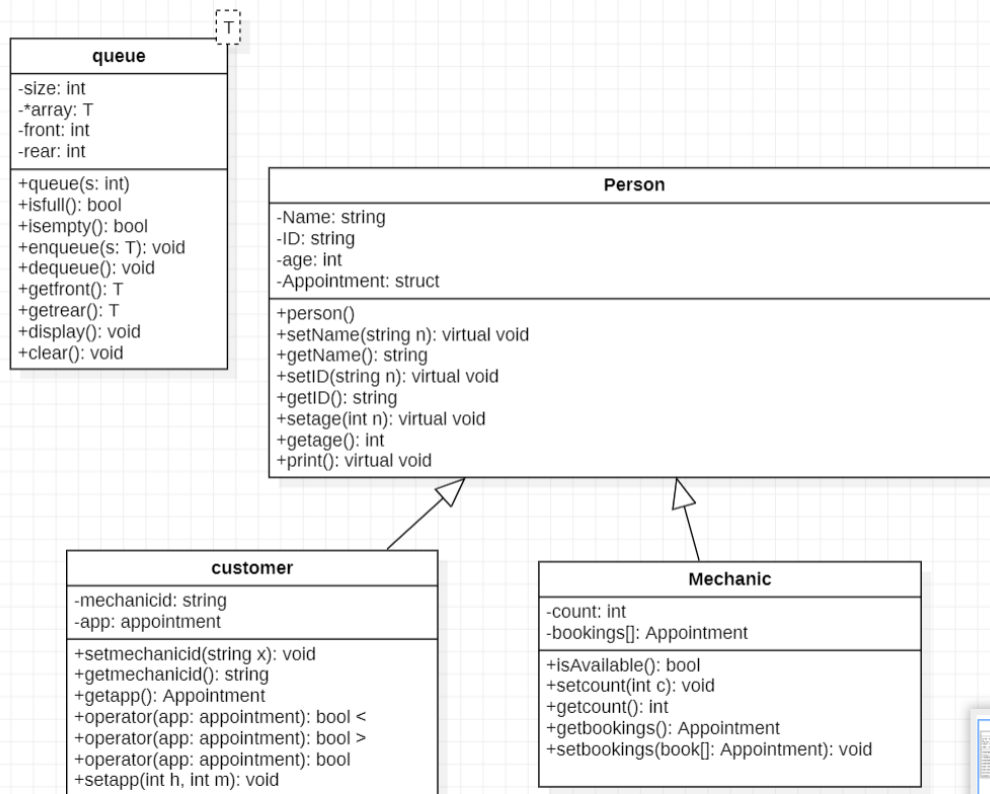 T
queue
-size: int
-*array: T
-front: int
-rear: int
+queue(s: int)
+isfull(): bool
+isempty(): bool
+enqueue(s: T): void
+dequeue(): void
+getfront(): T
+getrear(): T
+display(): void
+clear(): void
Person
-Name: string
-ID: string
-age: int
-Appointment: struct
+person()
+setName(string n): virtual void
+getName(): string
+setID(string n): virtual void
+getID(): string
+setage(int n): virtual void
+getage(): int
+print(): virtual void
customer
-mechanicid: string
-app: appointment
+setmechanicid(string x): void
+getmechanicid(): string
+getapp(): Appointment
+operator(app: appointment): bool <
+operator(app: appointment): bool >
+operator(app: appointment): bool
+setapp(int h, int m): void
Mechanic
-count: int
-bookings[]: Appointment
+isAvailable(): bool
+setcount(int c): void
+getcount(): int
+getbookings(): Appointment
+setbookings(book[]: Appointment): void